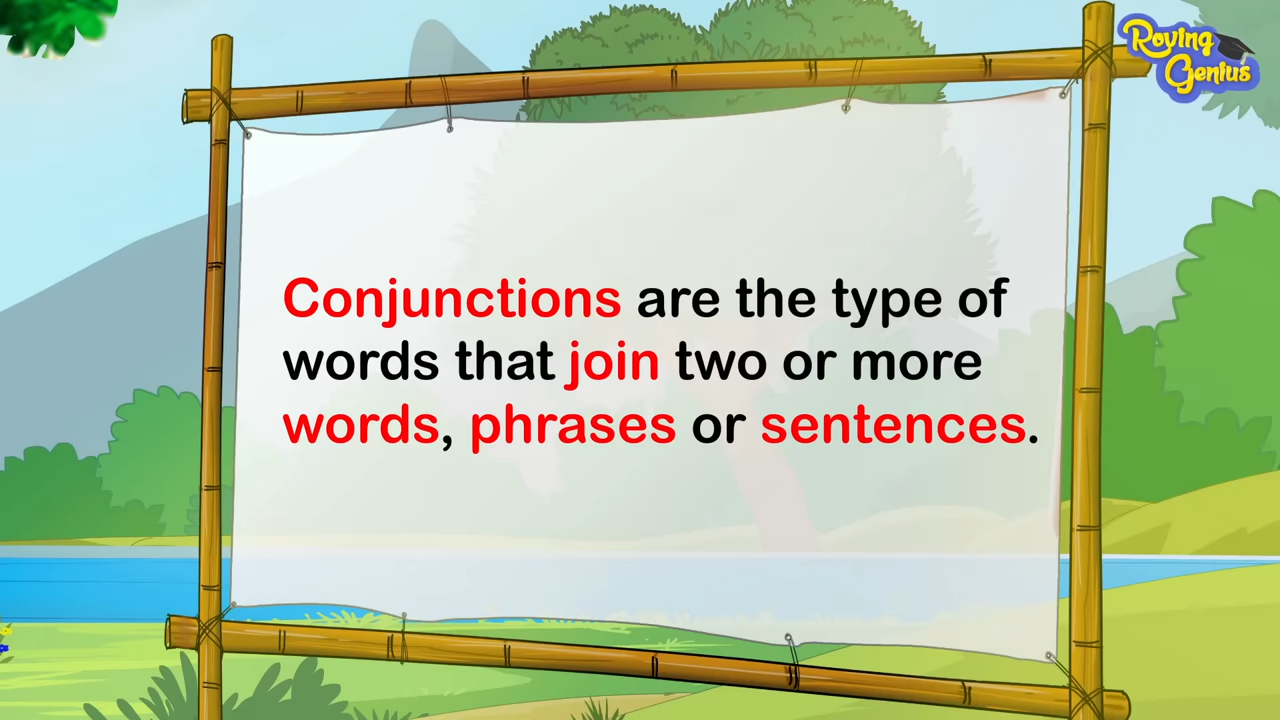 Roving
Genius
Conjunctions are the type of
words that join two or more
words, phrases or sentences.